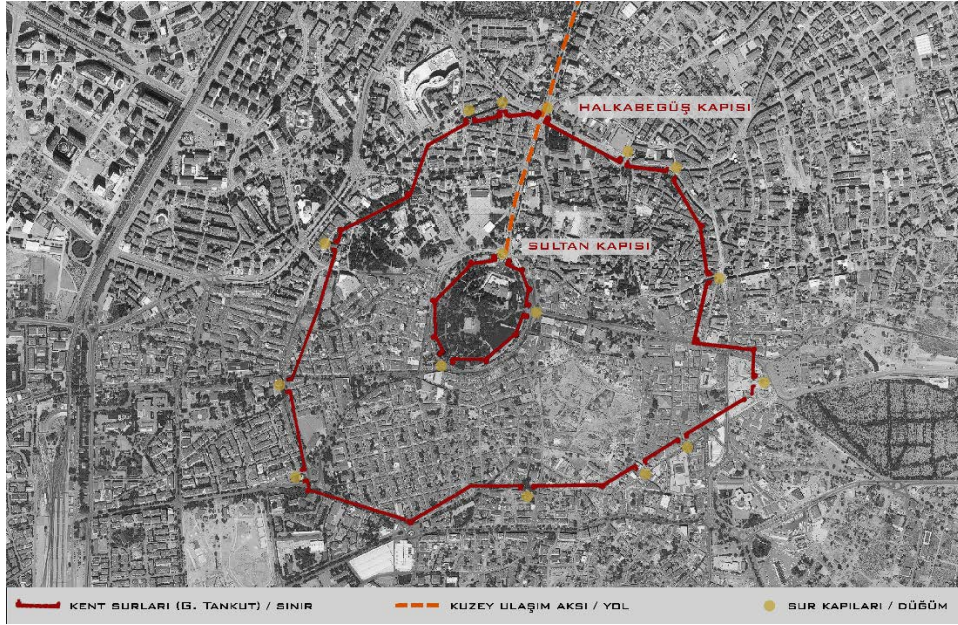 HALKABEGÜŞ KAPISI
SULTAN KAPISI
KENT SURLARI (G. TANKUT) / SINIR
KUZEY ULAŞIM AKSI / YOL
SUR KAPILARI / DÜĞÜM